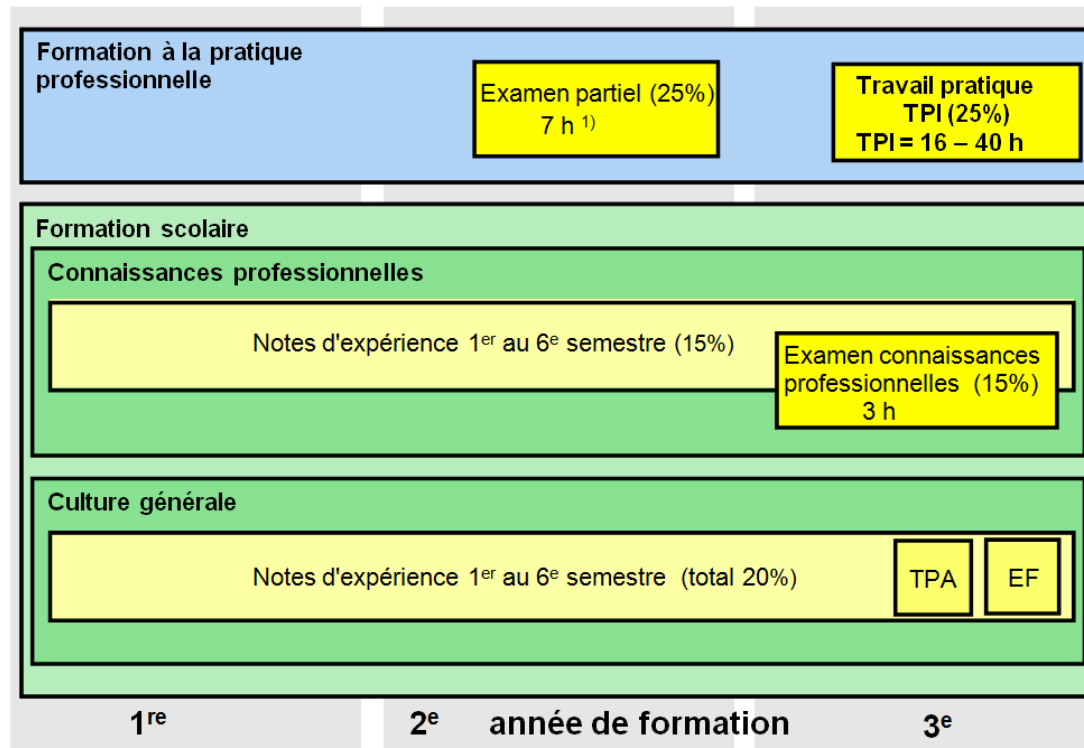 Formation à la pratique
professionnelle
Examen partiel (25%)
7 h ¹⁾
Travail pratique
TPI (25%)
TPI = 16 – 40 h
Formation scolaire
Connaissances professionnelles
Notes d'expérience 1er au 6e semestre (15%)
Examen connaissances
professionnelles (15%)
3 h
Culture générale
Notes d'expérience 1er au 6e semestre (total 20%)
TPA
EF
1re
2e année de formation 3e